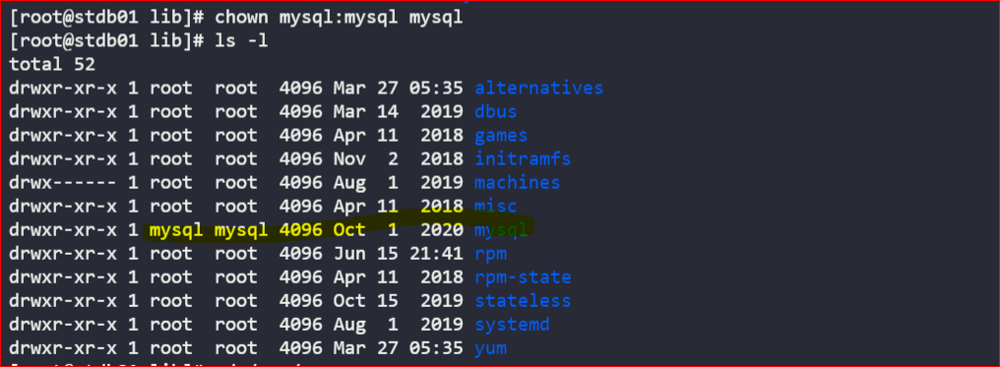 [root@stdb01 lib]# chown mysql:mysql mysql
[root@stdb01 lib]# ls -l
total 52
drwxr-xr-x 1 root  root  4096 Mar 27 05:35 alternatives
drwxr-xr-x 1 root  root  4096 Mar 14  2019 dbus
drwxr-xr-x 1 root  root  4096 Apr 11  2018 games
drwxr-xr-x 1 root  root  4096 Nov  2  2018 initramfs
drwx------ 1 root  root  4096 Aug  1  2019 machines
drwxr-xr-x 1 root  root  4096 Apr 11  2018 misc
drwxr-xr-x 1 mysql mysql 4096 Oct  1  2020 mysql
drwxr-xr-x 1 root  root  4096 Jun 15 21:41 rpm
drwxr-xr-x 1 root  root  4096 Apr 11  2018 rpm-state
drwxr-xr-x 1 root  root  4096 Oct 15  2019 stateless
drwxr-xr-x 1 root  root  4096 Aug  1  2019 systemd
drwxr-xr-x 1 root  root  4096 Mar 27 05:35 yum